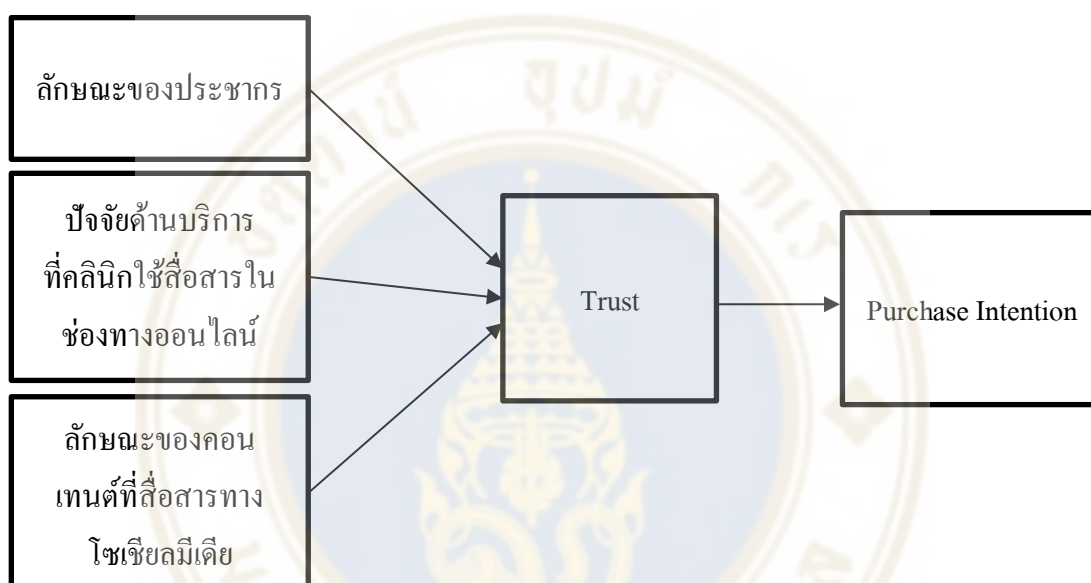 ลักษณะของประชากร
ปัจจัยด้านบริการ
ที่คลินิกใช้สื่อสารใน
ช่องทางออนไลน์
ลักษณะของคอน
เทนต์ที่สื่อสารทาง
โซเชียลมีเดีย
Trust
Purchase Intention